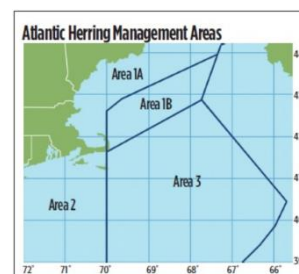 Atlantic Herring Management Areas
Area 1A
Area 1B
Area 3
Area 2
72° 71° 70° 69° 68° 67° 66°